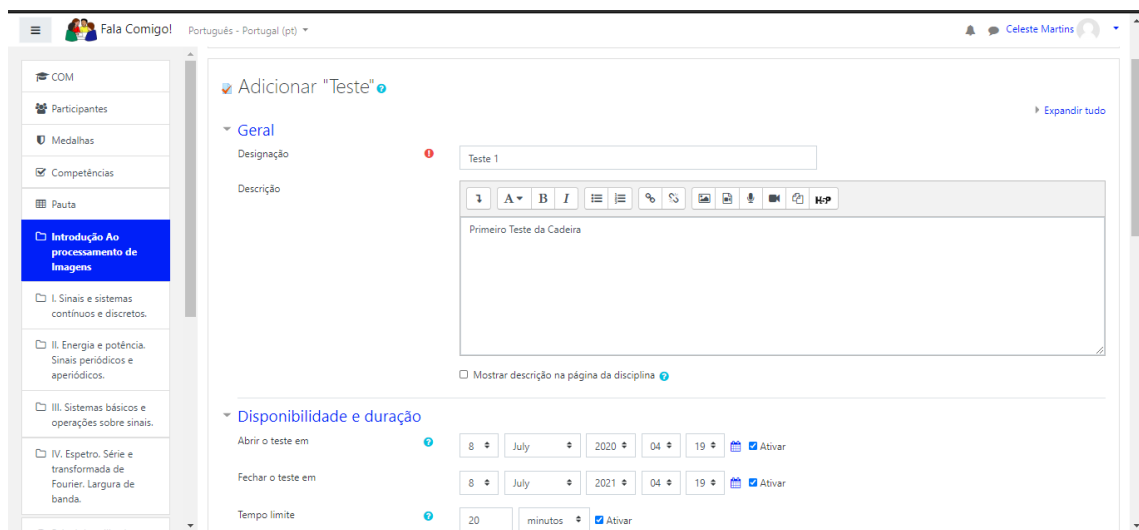 Fala Comigo! Português - Portugal (pt) Celeste Martins
COM
Participantes
Medalhas
Competências
Pauta
Introdução Ao
processamento de
Imagens
I. Sinais e sistemas
contínuos e discretos.
II. Energia e potência.
Sinais periódicos e
aperiódicos.
III. Sistemas básicos e
operações sobre sinais.
IV. Espetro. Série e
transformada de
Fourier. Largura de
banda.
Adicionar "Teste"
Expandir tudo
Geral
Designação Teste 1
Descrição
A B I H-P
Primeiro Teste da Cadeira
Mostrar descrição na página da disciplina
Disponibilidade e duração
Abrir o teste em 8 July 2020 04 19 Ativar
Fechar o teste em 8 July 2021 04 19 Ativar
Tempo limite 20 minutos Ativar